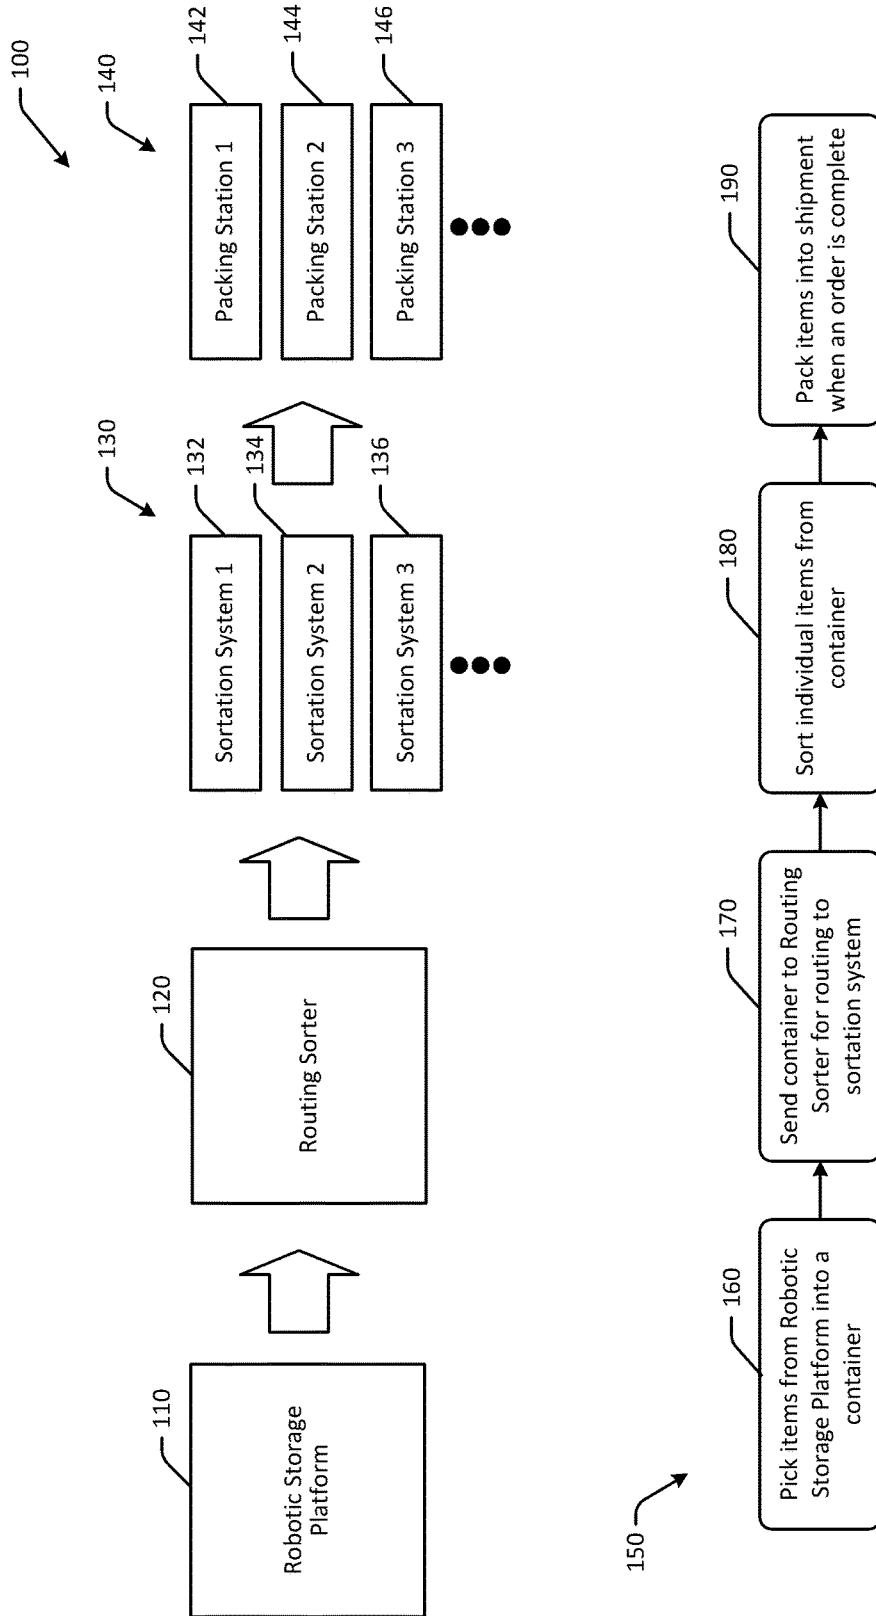 100
110
Robotic Storage
Platform
120
Routing Sorter
130
132
Sortation System 1
134
Sortation System 2
136
Sortation System 3
140
142
Packing Station 1
144
Packing Station 2
146
Packing Station 3
150
160
Pick items from Robotic
Storage Platform into a
container
170
Send container to Routing
Sorter for routing to
sortation system
180
Sort individual items from
container
190
Pack items into shipment
when an order is complete